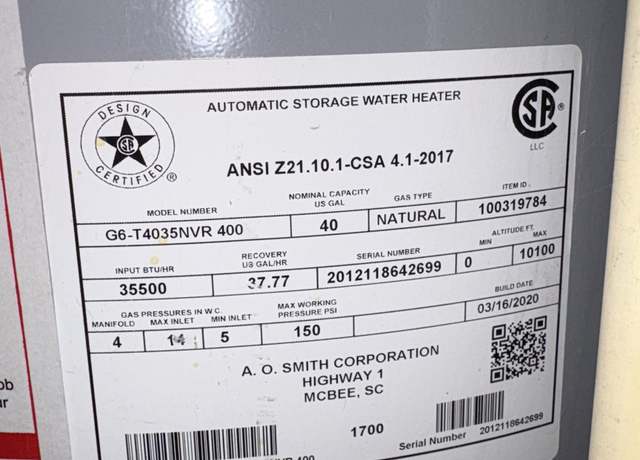 DESIGN
CERTIFIED
®
AUTOMATIC STORAGE WATER HEATER
ANSI Z21.10.1-CSA 4.1-2017
®
LLC
MODEL NUMBER
NOMINAL CAPACITY
US GAL
GAS TYPE
ITEM ID.
G6-T4035NVR 400
40
NATURAL
100319784
INPUT BTU/HR
RECOVERY
US GAL/HR
SERIAL NUMBER
ALTITUDE FT.
MIN
MAX
35500
37.77
2012118642699
0
10100
GAS PRESSURES IN W.C.
MANIFOLD
MAX INLET
MIN INLET
MAX WORKING
PRESSURE PSI
BUILD DATE
4
14
5
150
03/16/2020
A. O. SMITH CORPORATION
HIGHWAY 1
MCBEE, SC
1700
Serial Number 2012118642699